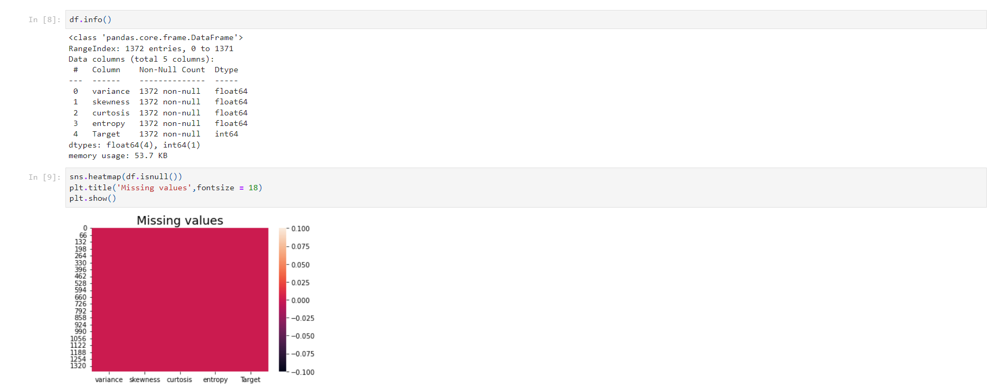 In [8]: df.info()
<class 'pandas.core.frame.DataFrame'>
RangeIndex: 1372 entries, 0 to 1371
Data columns (total 5 columns):
 #   Column    Non-Null Count  Dtype
---  ------    --------------  -----
 0   variance  1372 non-null   float64
 1   skewness  1372 non-null   float64
 2   curtosis  1372 non-null   float64
 3   entropy   1372 non-null   float64
 4   Target    1372 non-null   int64
dtypes: float64(4), int64(1)
memory usage: 53.7 KB
In [9]: sns.heatmap(df.isnull())
plt.title('Missing values',fontsize = 18)
plt.show()
Missing values
0
66
132
198
264
330
396
462
528
594
660
726
792
858
924
990
1056
1122
1188
1254
1320
variance skewness curtosis entropy Target
0.100
0.075
0.050
0.025
0.000
−0.025
−0.050
−0.075
−0.100